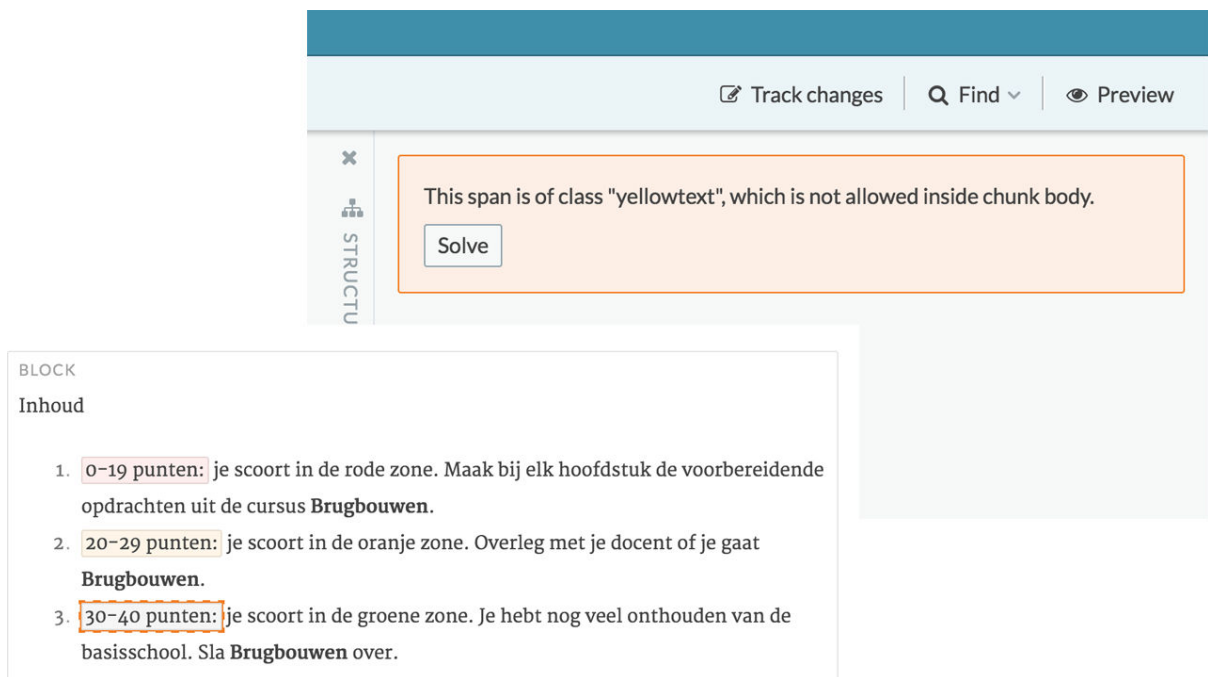 Track changes
Find
Preview
This span is of class "yellowtext", which is not allowed inside chunk body.
Solve
STRUCTU
BLOCK
Inhoud
1. 0-19 punten: je scoort in de rode zone. Maak bij elk hoofdstuk de voorbereidende
opdrachten uit de cursus Brugbouwen.
2. 20-29 punten: je scoort in de oranje zone. Overleg met je docent of je gaat
Brugbouwen.
3. 30-40 punten: je scoort in de groene zone. Je hebt nog veel onthouden van de
basisschool. Sla Brugbouwen over.